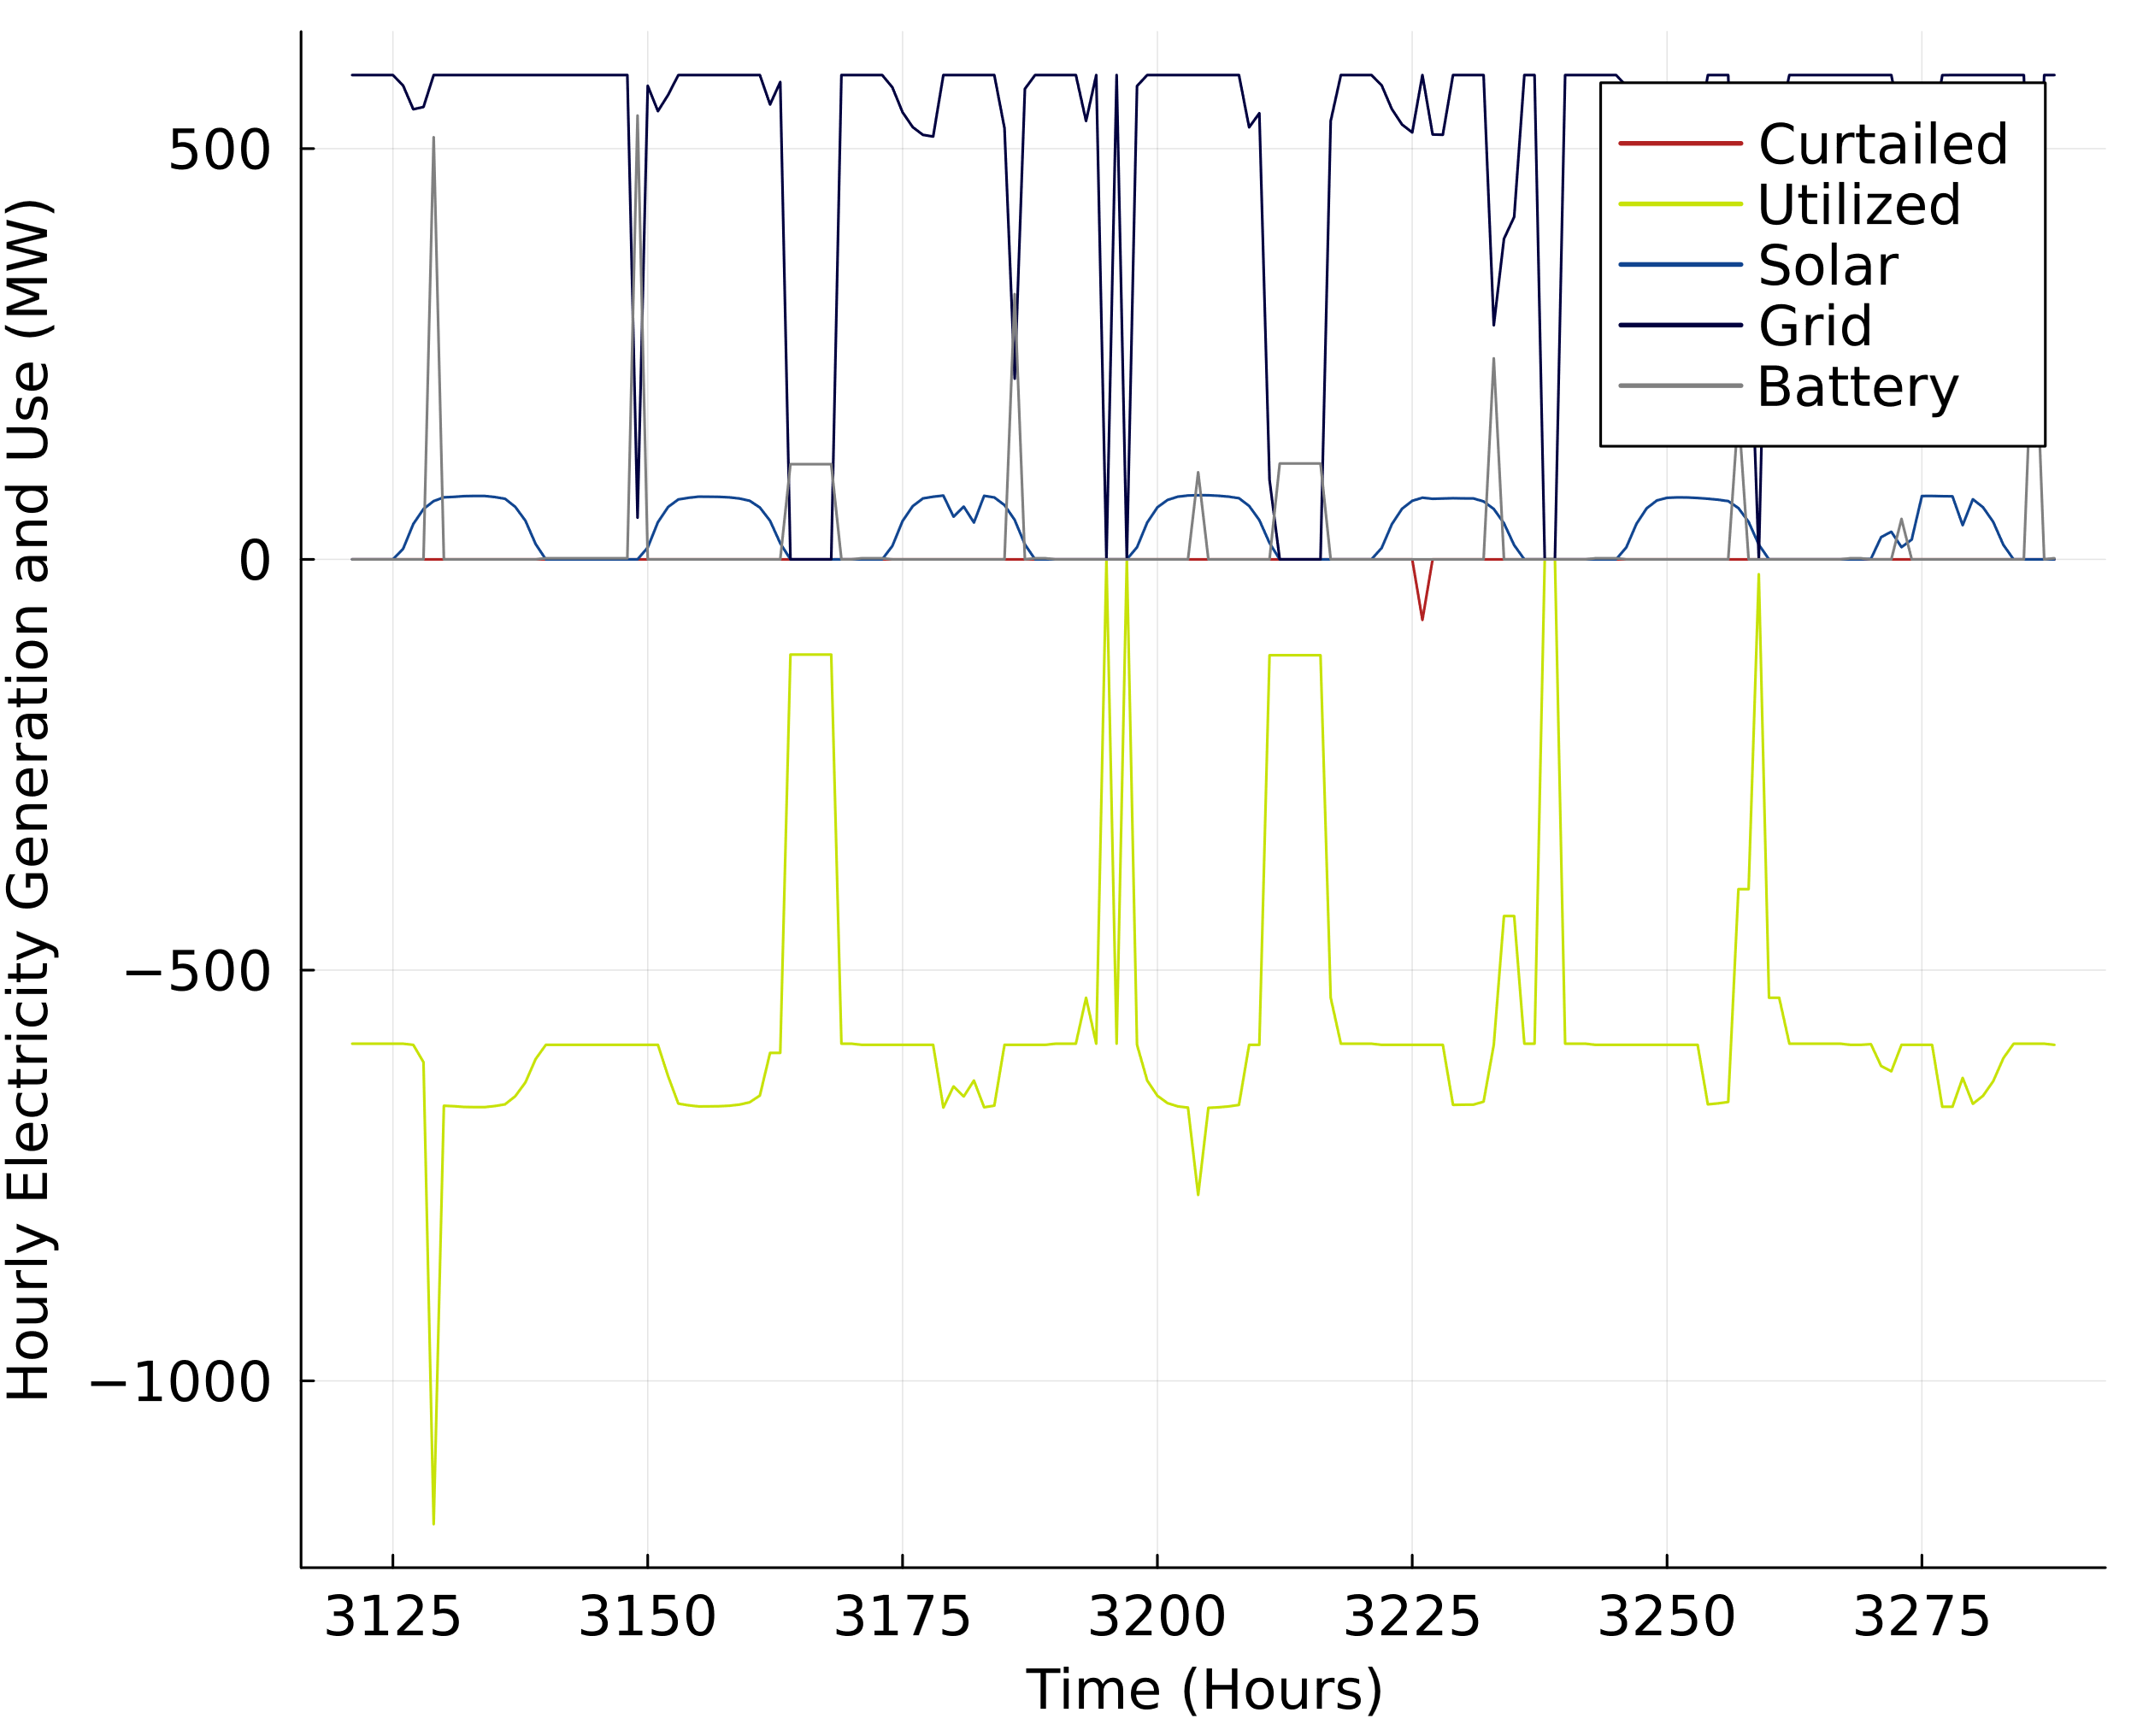 Hourly Electricity Generation and Use (MW)
500
0
−500
−1000
Curtailed
Utilized
Solar
Grid
Battery
3125 3150 3175 3200 3225 3250 3275
Time (Hours)